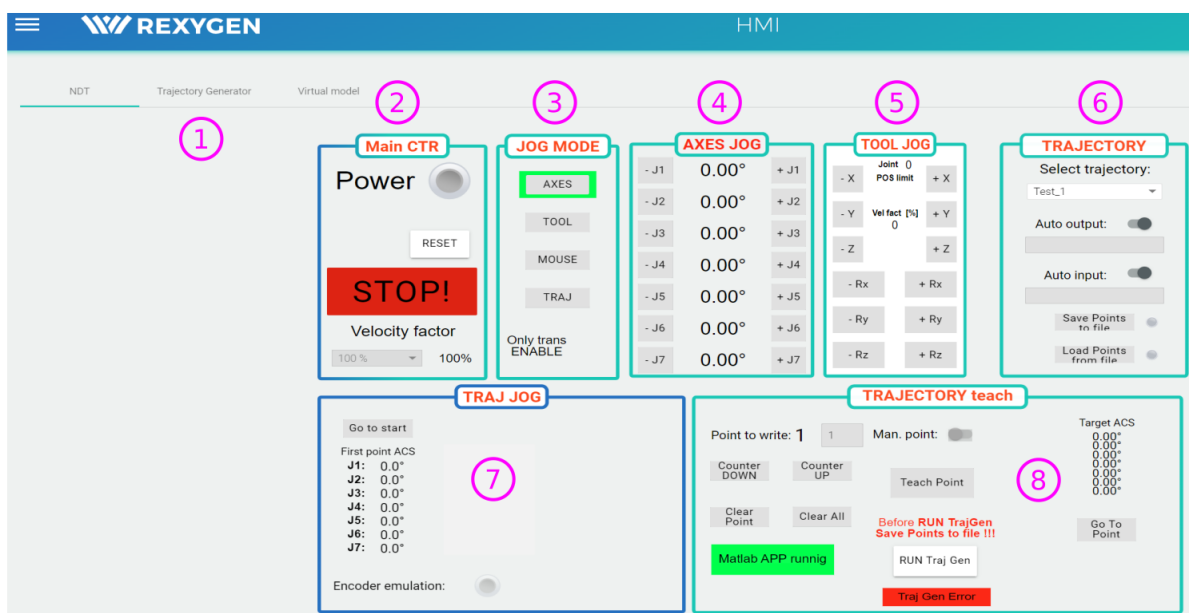 REXYGEN
HMI
NDT
Trajectory Generator
Virtual model
1
2
3
4
5
6
Main CTR
Power
RESET
STOP!
Velocity factor
100 %
100%
JOG MODE
AXES
TOOL
MOUSE
TRAJ
Only trans
ENABLE
AXES JOG
- J1 0.00° + J1
- J2 0.00° + J2
- J3 0.00° + J3
- J4 0.00° + J4
- J5 0.00° + J5
- J6 0.00° + J6
- J7 0.00° + J7
TOOL JOG
Joint 0
POS limit
- X + X
Vel fact [%]
0
- Y + Y
- Z + Z
- Rx + Rx
- Ry + Ry
- Rz + Rz
TRAJECTORY
Select trajectory:
Test_1
Auto output:
Auto input:
Save Points
to file
Load Points
from file
TRAJ JOG
Go to start
First point ACS
J1: 0.0°
J2: 0.0°
J3: 0.0°
J4: 0.0°
J5: 0.0°
J6: 0.0°
J7: 0.0°
7
Encoder emulation:
TRAJECTORY teach
Point to write: 1 1 Man. point:
Counter
DOWN
Counter
UP
Teach Point
Clear
Point
Clear All
Before RUN TrajGen
Save Points to file !!!
Matlab APP runnig
RUN Traj Gen
Traj Gen Error
8
Target ACS
0.00°
0.00°
0.00°
0.00°
0.00°
0.00°
0.00°
Go To
Point